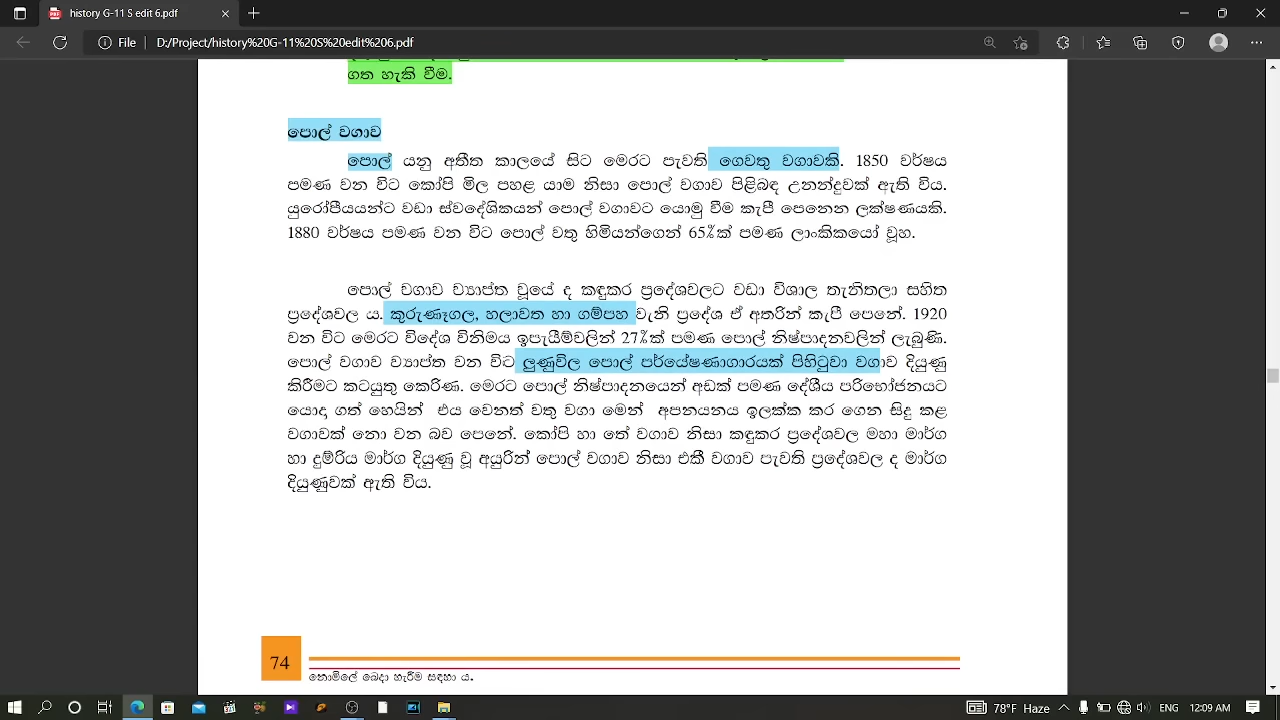 history G-11 S edit 6.pdf
File D:/Project/history%20G-11%20S%20edit%206.pdf
ගත හැකි වීම.
පොල් වගාව
පොල් යනු අතීත කාලයේ සිට මෙරට පැවති ගෙවතු වගාවකි. 1850 වර්ෂය
පමණ වන විට කෝපි මිල පහළ යාම නිසා පොල් වගාව පිළිබඳ උනන්දුවක් ඇති විය.
යුරෝපීයයන්ට වඩා ස්වදේශිකයන් පොල් වගාවට යොමු වීම කැපී පෙනෙන ලක්ෂණයකි.
1880 වර්ෂය පමණ වන විට පොල් වතු හිමියන්ගෙන් 65%ක් පමණ ලාංකිකයෝ වූහ.
පොල් වගාව ව්‍යාප්ත වූයේ ද කඳුකර ප්‍රදේශවලට වඩා විශාල තැනිතලා සහිත
ප්‍රදේශවල ය. කුරුණෑගල, හලාවත හා ගම්පහ වැනි ප්‍රදේශ ඒ අතරින් කැපී පෙනේ. 1920
වන විට මෙරට විදේශ විනිමය ඉපැයීම්වලින් 27%ක් පමණ පොල් නිෂ්පාදනවලින් ලැබුණි.
පොල් වගාව ව්‍යාප්ත වන විට ලුණුවිල පොල් පර්යේෂණාගාරයක් පිහිටුවා වගාව දියුණු
කිරීමට කටයුතු කෙරිණ. මෙරට පොල් නිෂ්පාදනයෙන් අඩක් පමණ දේශීය පරිභෝජනයට
යොදා ගත් හෙයින් එය වෙනත් වතු වගා මෙන් අපනයනය ඉලක්ක කර ගෙන සිදු කළ
වගාවක් නො වන බව පෙනේ. කෝපි හා තේ වගාව නිසා කඳුකර ප්‍රදේශවල මහා මාර්ග
හා දුම්රිය මාර්ග දියුණු වූ අයුරින් පොල් වගාව නිසා එකී වගාව පැවති ප්‍රදේශවල ද මාර්ග
දියුණුවක් ඇති විය.
74
නොමිලේ බෙදා හැරීම සඳහා ය.
78°F Haze ENG 12:09 AM